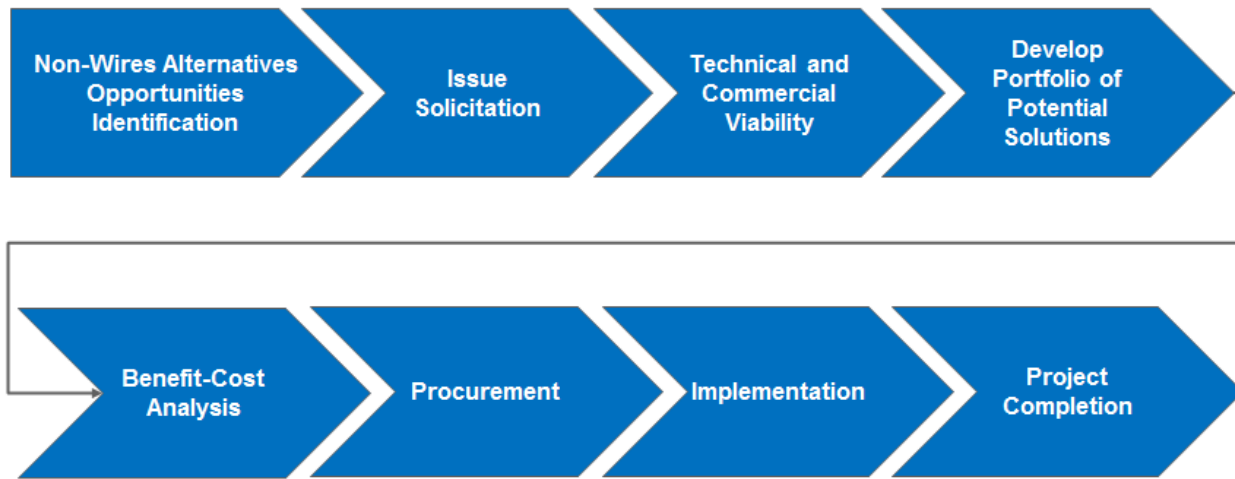 Non-Wires Alternatives
Opportunities
Identification
Issue
Solicitation
Technical and
Commercial
Viability
Develop
Portfolio of
Potential
Solutions
Benefit-Cost
Analysis
Procurement
Implementation
Project
Completion